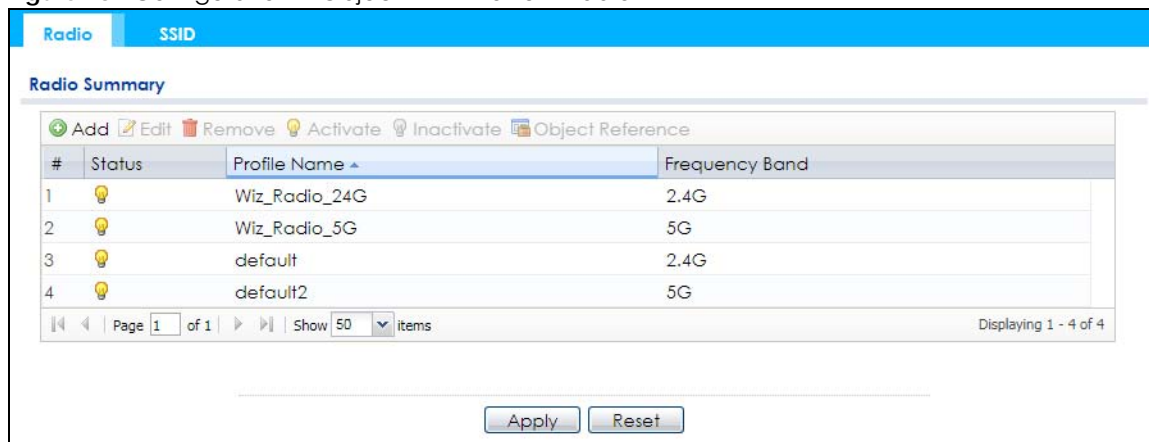 Radio SSID
Radio Summary
Add Edit Remove Activate Inactivate Object Reference
# Status Profile Name Frequency Band
1 Wiz_Radio_24G 2.4G
2 Wiz_Radio_5G 5G
3 default 2.4G
4 default2 5G
Page 1 of 1 Show 50 items Displaying 1 - 4 of 4
Apply Reset